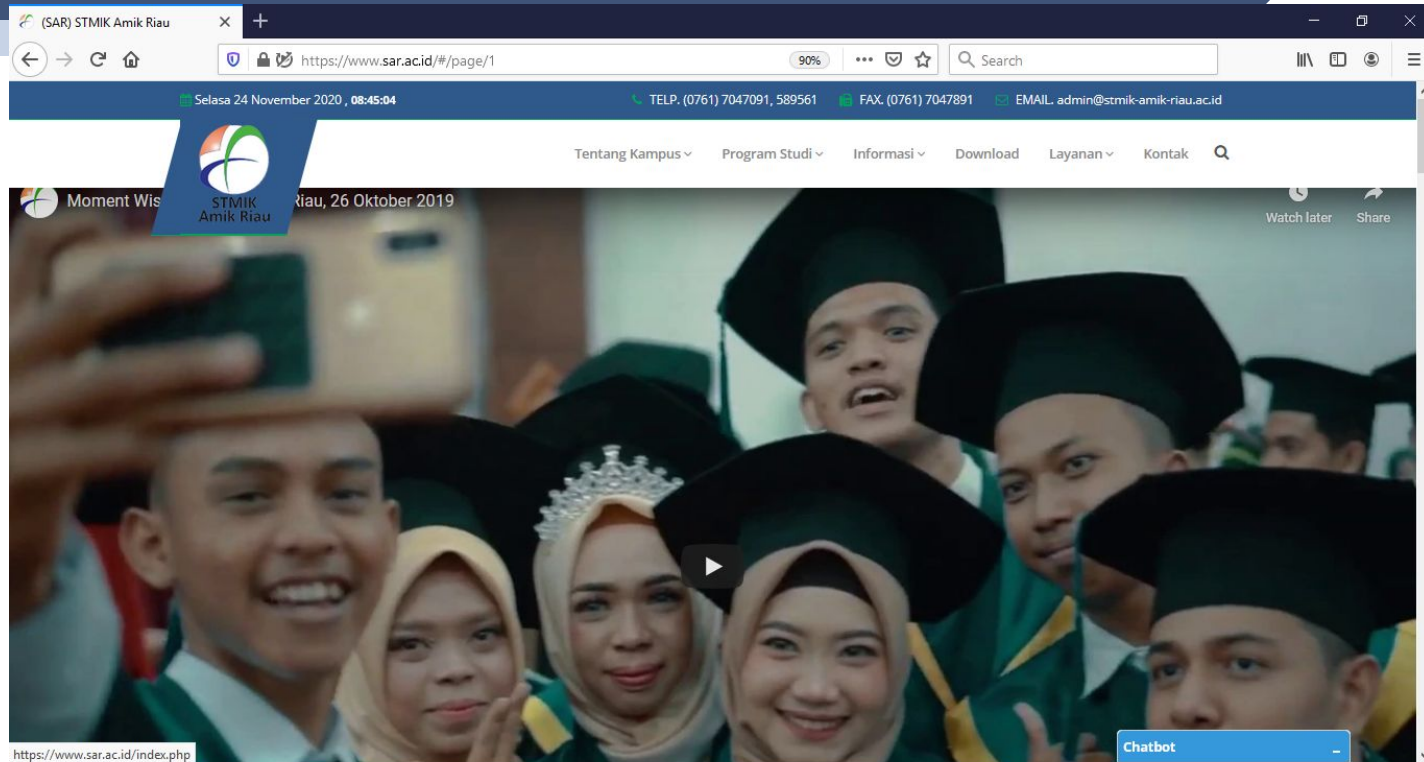 (SAR) STMIK Amik Riau
https://www.sar.ac.id/#/page/1
90%
Search
Selasa 24 November 2020 , 08:45:04
TELP. (0761) 7047091, 589561
FAX. (0761) 7047891
EMAIL. admin@stmik-amik-riau.ac.id
Tentang Kampus
Program Studi
Informasi
Download
Layanan
Kontak
STMIK
Amik Riau
Moment Wis
Riau, 26 Oktober 2019
Watch later
Share
Chatbot
https://www.sar.ac.id/index.php